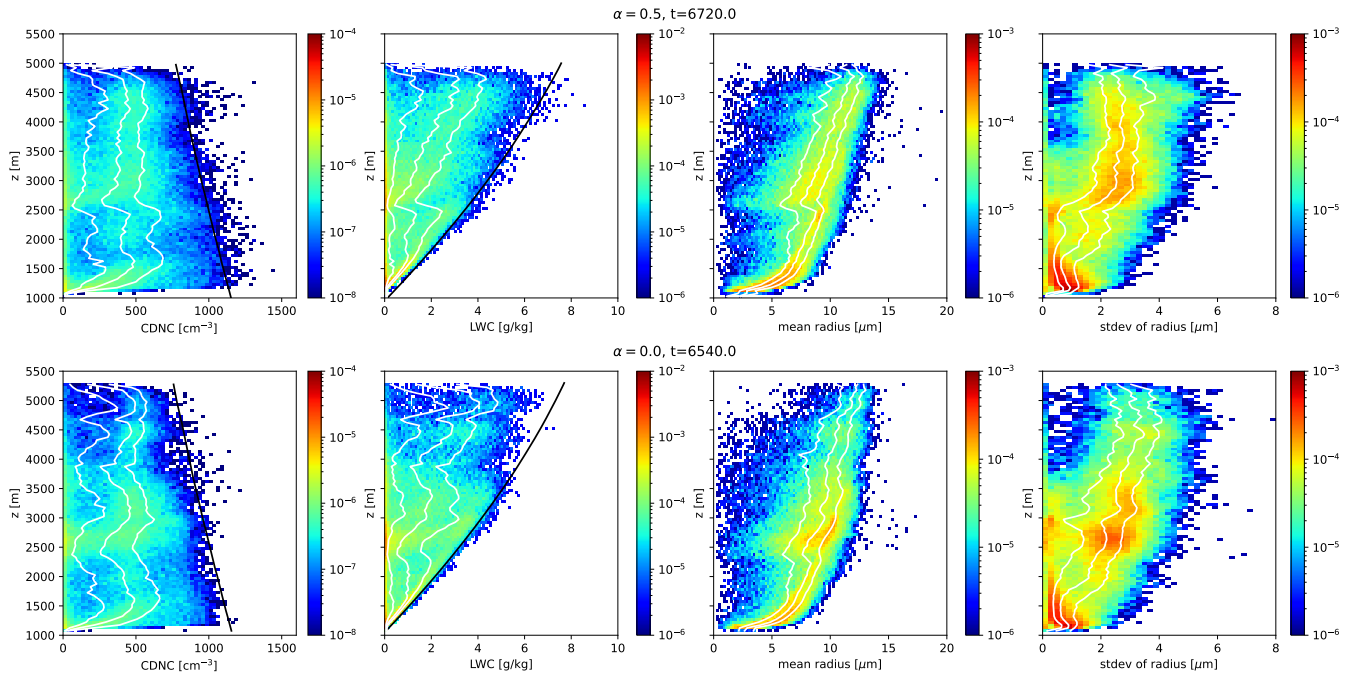 α = 0.5, t=6720.0
5500
5000
4500
4000
3500
3000
2500
2000
1500
1000
z [m]
0 500 1000 1500
CDNC [cm⁻³]
10⁻⁴
10⁻⁵
10⁻⁶
10⁻⁷
10⁻⁸
z [m]
0 2 4 6 8 10
LWC [g/kg]
10⁻²
10⁻³
10⁻⁴
10⁻⁵
10⁻⁶
z [m]
0 5 10 15 20
mean radius [μm]
10⁻³
10⁻⁴
10⁻⁵
10⁻⁶
z [m]
0 2 4 6 8
stdev of radius [μm]
10⁻³
10⁻⁴
10⁻⁵
10⁻⁶
α = 0.0, t=6540.0
5500
5000
4500
4000
3500
3000
2500
2000
1500
1000
z [m]
0 500 1000 1500
CDNC [cm⁻³]
10⁻⁴
10⁻⁵
10⁻⁶
10⁻⁷
10⁻⁸
z [m]
0 2 4 6 8 10
LWC [g/kg]
10⁻²
10⁻³
10⁻⁴
10⁻⁵
10⁻⁶
z [m]
0 5 10 15 20
mean radius [μm]
10⁻³
10⁻⁴
10⁻⁵
10⁻⁶
z [m]
0 2 4 6 8
stdev of radius [μm]
10⁻³
10⁻⁴
10⁻⁵
10⁻⁶